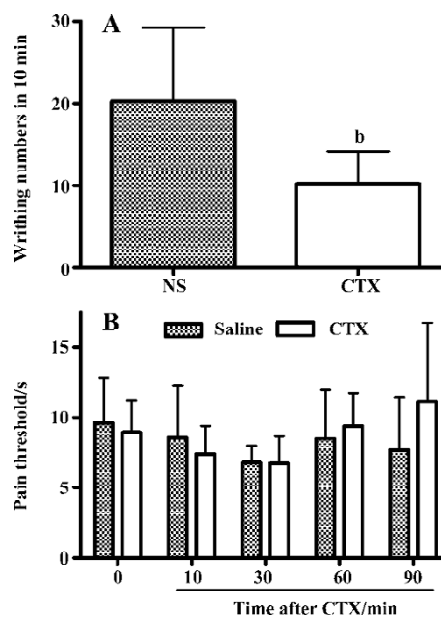 A
Writhing numbers in 10 min
30
20
10
0
b
NS CTX
B
Saline CTX
Pain threshold/s
15
10
5
0
0 10 30 60 90
Time after CTX/min